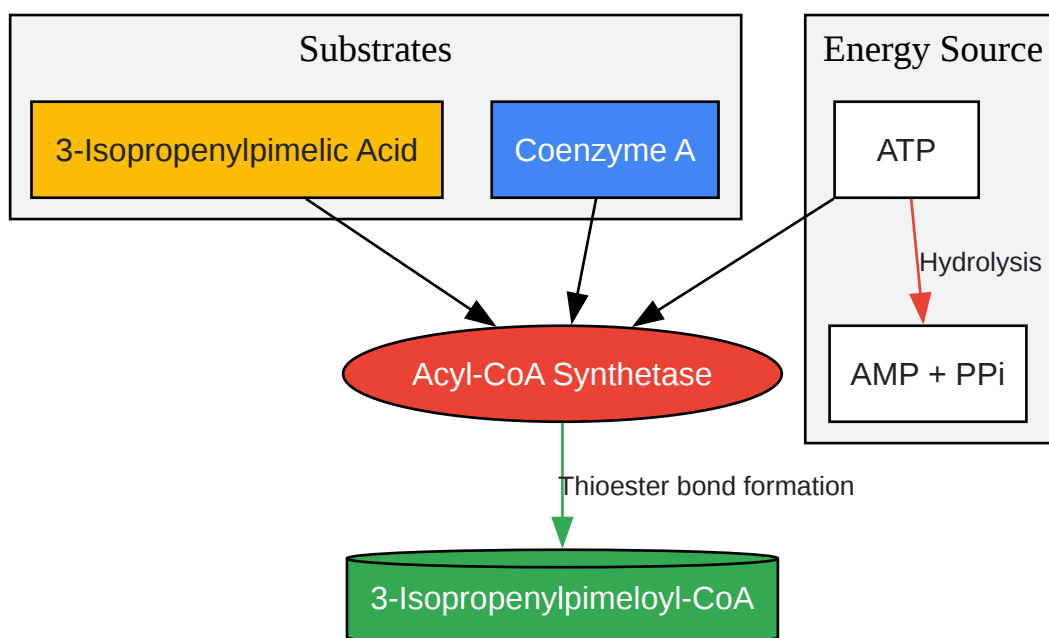 Substrates
Energy Source
3-Isopropenylpimelic Acid
Coenzyme A
ATP
Hydrolysis
Acyl-CoA Synthetase
AMP + PPi
Thioester bond formation
3-Isopropenylpimeloyl-CoA